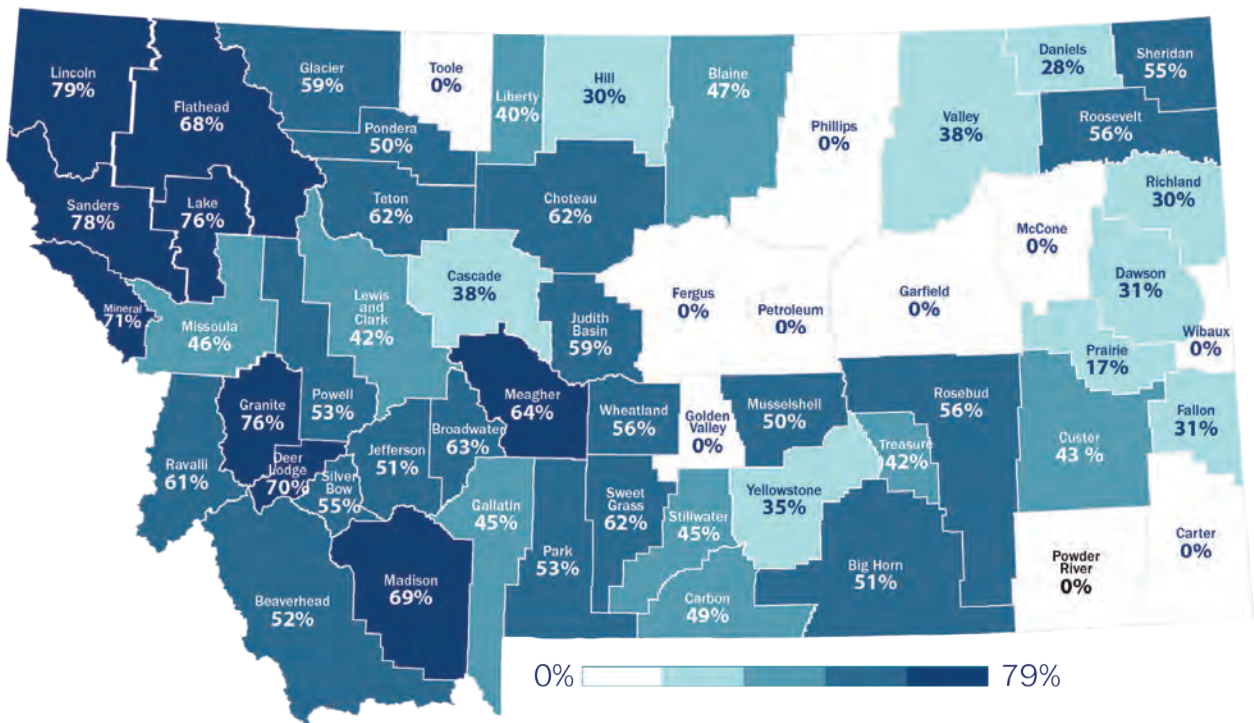 Lincoln
79%
Flathead
68%
Glacier
59%
Toole
0%
Liberty
40%
Hill
30%
Blaine
47%
Phillips
0%
Valley
38%
Daniels
28%
Sheridan
55%
Roosevelt
56%
Pondera
50%
Teton
62%
Choteau
62%
Richland
30%
Sanders
78%
Lake
76%
McCone
0%
Dawson
31%
Cascade
38%
Lewis
and
Clark
42%
Fergus
0%
Petroleum
0%
Garfield
0%
Mineral
71%
Missoula
46%
Judith
Basin
59%
Wibaux
0%
Prairie
17%
Granite
76%
Powell
53%
Meagher
64%
Wheatland
56%
Golden
Valley
0%
Musselshell
50%
Rosebud
56%
Treasure
42%
Custer
43 %
Fallon
31%
Ravalli
61%
Deer
Lodge
70%
Silver
Bow
55%
Jefferson
51%
Broadwater
63%
Gallatin
45%
Park
53%
Sweet
Grass
62%
Stillwater
45%
Yellowstone
35%
Big Horn
51%
Powder
River
0%
Carter
0%
Beaverhead
52%
Madison
69%
Carbon
49%
0%
79%